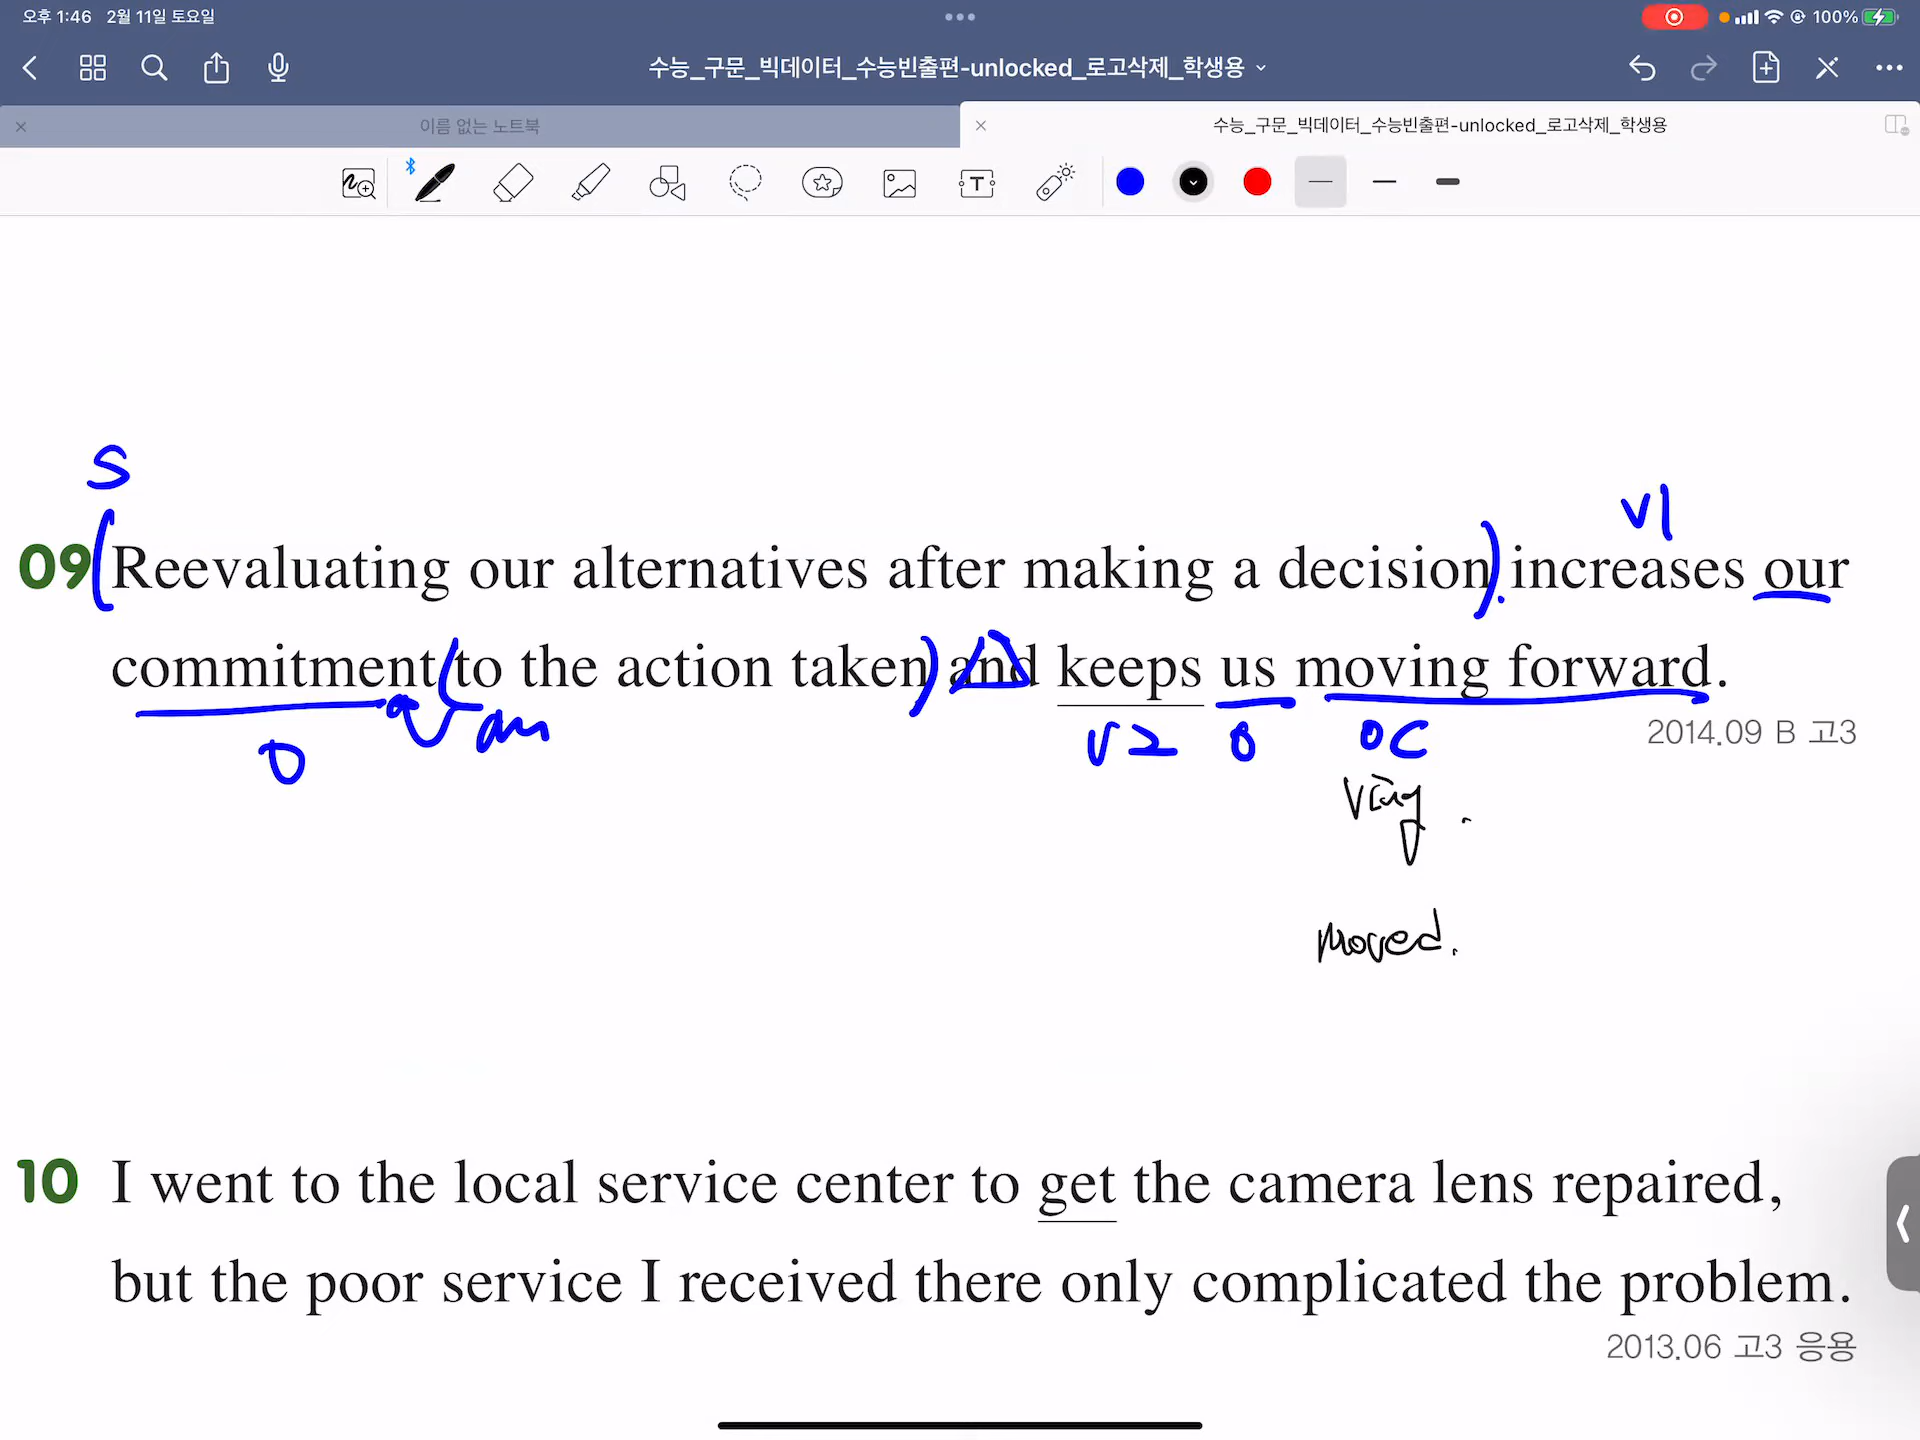 오후 1:46 2월 11일 토요일
100%
수능_구문_빅데이터_수능빈출편-unlocked_로고삭제_학생용
이름 없는 노트북
수능_구문_빅데이터_수능빈출편-unlocked_로고삭제_학생용
S
V1
09 Reevaluating our alternatives after making a decision increases our
commitment to the action taken and keeps us moving forward.
O
V2 O OC
2014.09 B 고3
Ving
moved.
10 I went to the local service center to get the camera lens repaired,
but the poor service I received there only complicated the problem.
2013.06 고3 응용